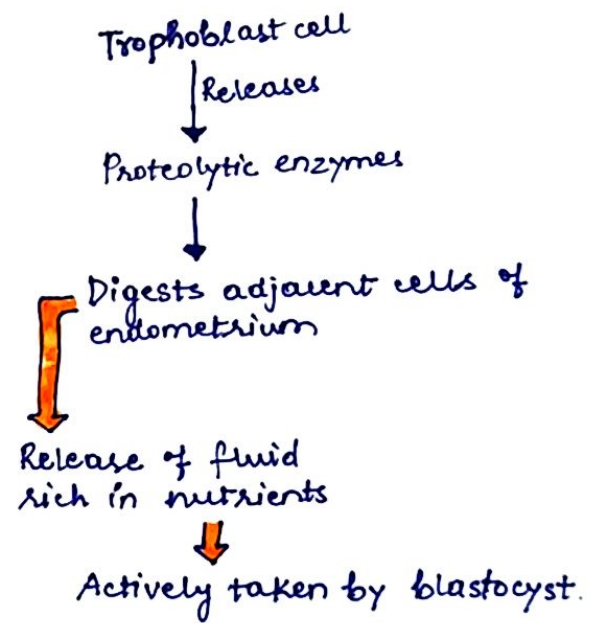 Trophoblast cell
Releases
Proteolytic enzymes
Digests adjacent cells of
endometrium
Release of fluid
rich in nutrients
Actively taken by blastocyst.